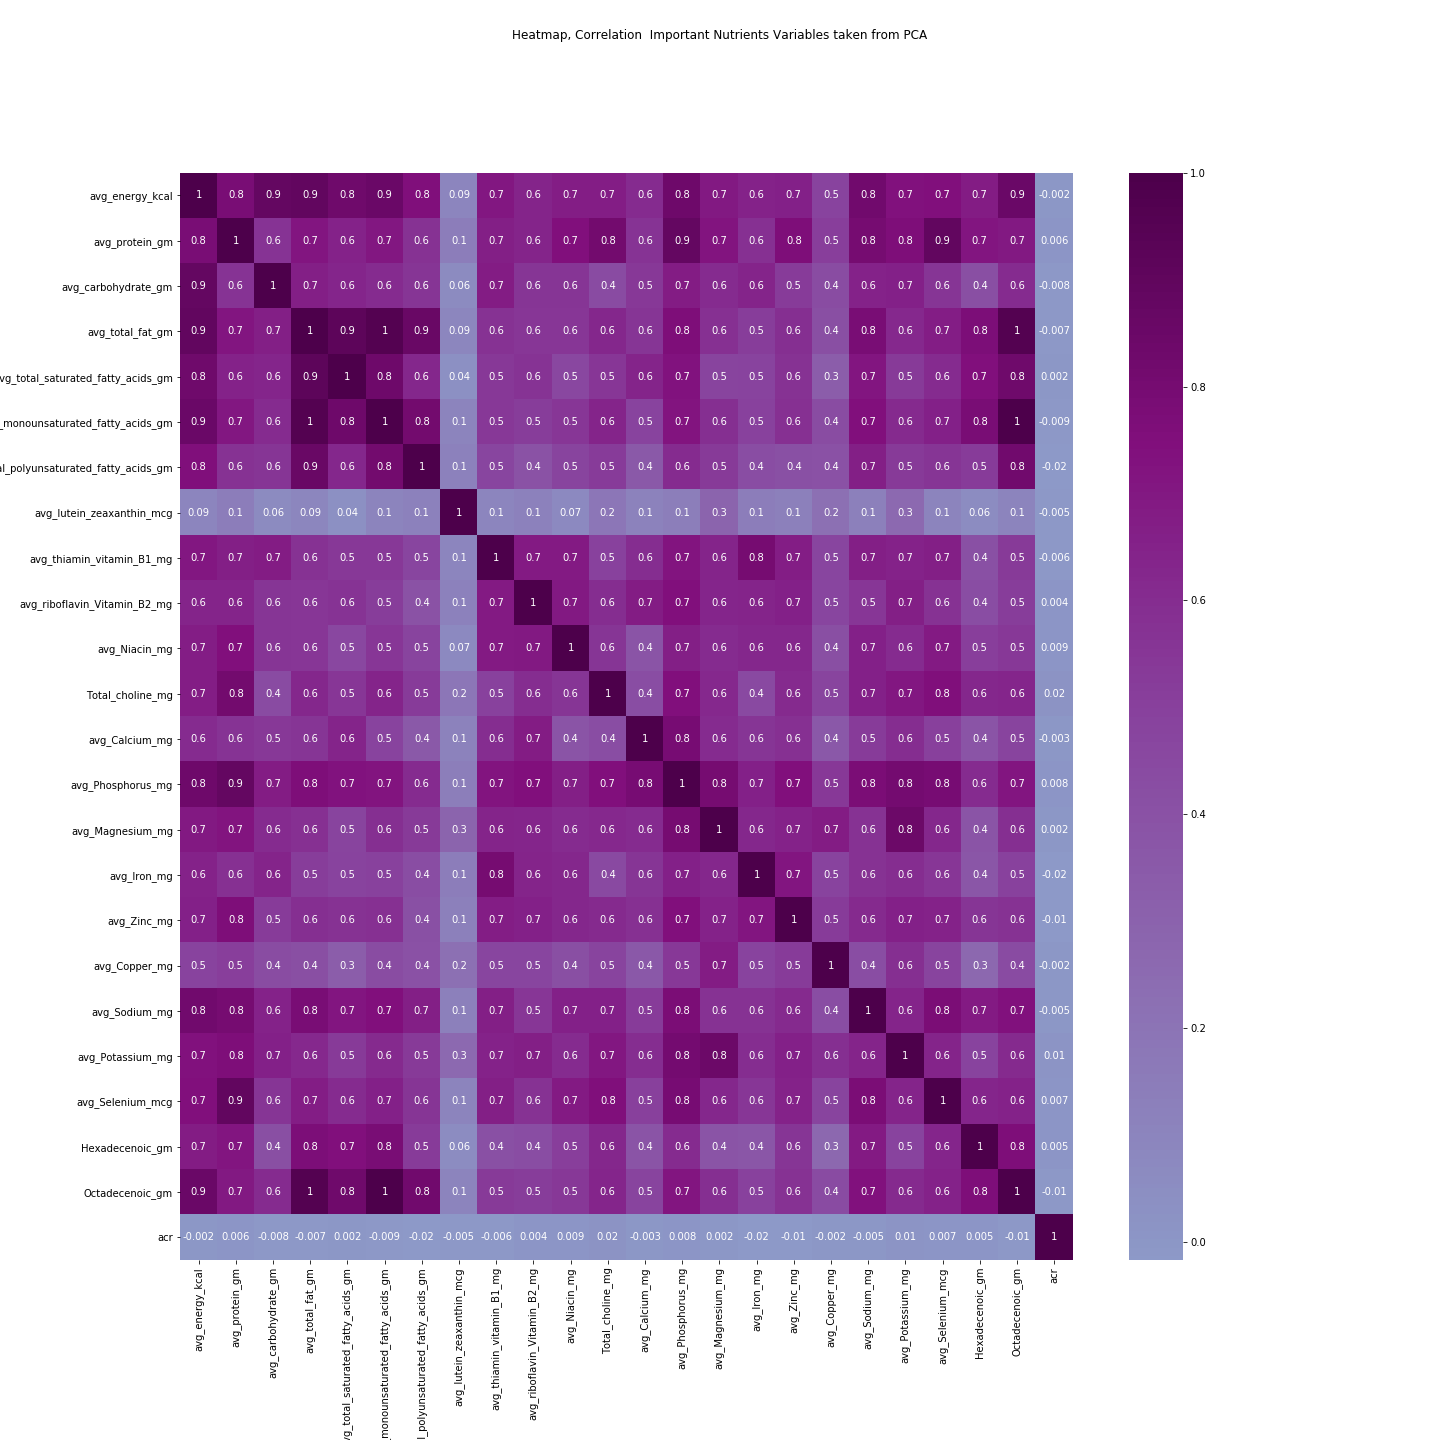 Heatmap, Correlation  Important Nutrients Variables taken from PCA
avg_energy_kcal 1 0.8 0.9 0.9 0.8 0.9 0.8 0.09 0.7 0.6 0.7 0.7 0.6 0.8 0.7 0.6 0.7 0.5 0.8 0.7 0.7 0.7 0.9 -0.002
avg_protein_gm 0.8 1 0.6 0.7 0.6 0.7 0.6 0.1 0.7 0.6 0.7 0.8 0.6 0.9 0.7 0.6 0.8 0.5 0.8 0.8 0.9 0.7 0.7 0.006
avg_carbohydrate_gm 0.9 0.6 1 0.7 0.6 0.6 0.6 0.06 0.7 0.6 0.6 0.4 0.5 0.7 0.6 0.6 0.5 0.4 0.6 0.7 0.6 0.4 0.6 -0.008
avg_total_fat_gm 0.9 0.7 0.7 1 0.9 1 0.9 0.09 0.6 0.6 0.6 0.6 0.6 0.8 0.6 0.5 0.6 0.4 0.8 0.6 0.7 0.8 1 -0.007
vg_total_saturated_fatty_acids_gm 0.8 0.6 0.6 0.9 1 0.8 0.6 0.04 0.5 0.6 0.5 0.5 0.6 0.7 0.5 0.5 0.6 0.3 0.7 0.5 0.6 0.7 0.8 0.002
_monounsaturated_fatty_acids_gm 0.9 0.7 0.6 1 0.8 1 0.8 0.1 0.5 0.5 0.5 0.6 0.5 0.7 0.6 0.5 0.6 0.4 0.7 0.6 0.7 0.8 1 -0.009
al_polyunsaturated_fatty_acids_gm 0.8 0.6 0.6 0.9 0.6 0.8 1 0.1 0.5 0.4 0.5 0.5 0.4 0.6 0.5 0.4 0.4 0.4 0.7 0.5 0.6 0.5 0.8 -0.02
avg_lutein_zeaxanthin_mcg 0.09 0.1 0.06 0.09 0.04 0.1 0.1 1 0.1 0.1 0.07 0.2 0.1 0.1 0.3 0.1 0.1 0.2 0.1 0.3 0.1 0.06 0.1 -0.005
avg_thiamin_vitamin_B1_mg 0.7 0.7 0.7 0.6 0.5 0.5 0.5 0.1 1 0.7 0.7 0.5 0.6 0.7 0.6 0.8 0.7 0.5 0.7 0.7 0.7 0.4 0.5 -0.006
avg_riboflavin_Vitamin_B2_mg 0.6 0.6 0.6 0.6 0.6 0.5 0.4 0.1 0.7 1 0.7 0.6 0.7 0.7 0.6 0.6 0.7 0.5 0.5 0.7 0.6 0.4 0.5 0.004
avg_Niacin_mg 0.7 0.7 0.6 0.6 0.5 0.5 0.5 0.07 0.7 0.7 1 0.6 0.4 0.7 0.6 0.6 0.6 0.4 0.7 0.6 0.7 0.5 0.5 0.009
Total_choline_mg 0.7 0.8 0.4 0.6 0.5 0.6 0.5 0.2 0.5 0.6 0.6 1 0.4 0.7 0.6 0.4 0.6 0.5 0.7 0.7 0.8 0.6 0.6 0.02
avg_Calcium_mg 0.6 0.6 0.5 0.6 0.6 0.5 0.4 0.1 0.6 0.7 0.4 0.4 1 0.8 0.6 0.6 0.6 0.4 0.5 0.6 0.5 0.4 0.5 -0.003
avg_Phosphorus_mg 0.8 0.9 0.7 0.8 0.7 0.7 0.6 0.1 0.7 0.7 0.7 0.7 0.8 1 0.8 0.7 0.7 0.5 0.8 0.8 0.8 0.6 0.7 0.008
avg_Magnesium_mg 0.7 0.7 0.6 0.6 0.5 0.6 0.5 0.3 0.6 0.6 0.6 0.6 0.6 0.8 1 0.6 0.7 0.7 0.6 0.8 0.6 0.4 0.6 0.002
avg_Iron_mg 0.6 0.6 0.6 0.5 0.5 0.5 0.4 0.1 0.8 0.6 0.6 0.4 0.6 0.7 0.6 1 0.7 0.5 0.6 0.6 0.6 0.4 0.5 -0.02
avg_Zinc_mg 0.7 0.8 0.5 0.6 0.6 0.6 0.4 0.1 0.7 0.7 0.6 0.6 0.6 0.7 0.7 0.7 1 0.5 0.6 0.7 0.7 0.6 0.6 -0.01
avg_Copper_mg 0.5 0.5 0.4 0.4 0.3 0.4 0.4 0.2 0.5 0.5 0.4 0.5 0.4 0.5 0.7 0.5 0.5 1 0.4 0.6 0.5 0.3 0.4 -0.002
avg_Sodium_mg 0.8 0.8 0.6 0.8 0.7 0.7 0.7 0.1 0.7 0.5 0.7 0.7 0.5 0.8 0.6 0.6 0.6 0.4 1 0.6 0.8 0.7 0.7 -0.005
avg_Potassium_mg 0.7 0.8 0.7 0.6 0.5 0.6 0.5 0.3 0.7 0.7 0.6 0.7 0.6 0.8 0.8 0.6 0.7 0.6 0.6 1 0.6 0.5 0.6 0.01
avg_Selenium_mcg 0.7 0.9 0.6 0.7 0.6 0.7 0.6 0.1 0.7 0.6 0.7 0.8 0.5 0.8 0.6 0.6 0.7 0.5 0.8 0.6 1 0.6 0.6 0.007
Hexadecenoic_gm 0.7 0.7 0.4 0.8 0.7 0.8 0.5 0.06 0.4 0.4 0.5 0.6 0.4 0.6 0.4 0.4 0.6 0.3 0.7 0.5 0.6 1 0.8 0.005
Octadecenoic_gm 0.9 0.7 0.6 1 0.8 1 0.8 0.1 0.5 0.5 0.5 0.6 0.5 0.7 0.6 0.5 0.6 0.4 0.7 0.6 0.6 0.8 1 -0.01
acr -0.002 0.006 -0.008 -0.007 0.002 -0.009 -0.02 -0.005 -0.006 0.004 0.009 0.02 -0.003 0.008 0.002 -0.02 -0.01 -0.002 -0.005 0.01 0.007 0.005 -0.01 1
avg_energy_kcal
avg_protein_gm
avg_carbohydrate_gm
avg_total_fat_gm
vg_total_saturated_fatty_acids_gm
_monounsaturated_fatty_acids_gm
l_polyunsaturated_fatty_acids_gm
avg_lutein_zeaxanthin_mcg
avg_thiamin_vitamin_B1_mg
avg_riboflavin_Vitamin_B2_mg
avg_Niacin_mg
Total_choline_mg
avg_Calcium_mg
avg_Phosphorus_mg
avg_Magnesium_mg
avg_Iron_mg
avg_Zinc_mg
avg_Copper_mg
avg_Sodium_mg
avg_Potassium_mg
avg_Selenium_mcg
Hexadecenoic_gm
Octadecenoic_gm
acr
1.0
0.8
0.6
0.4
0.2
0.0